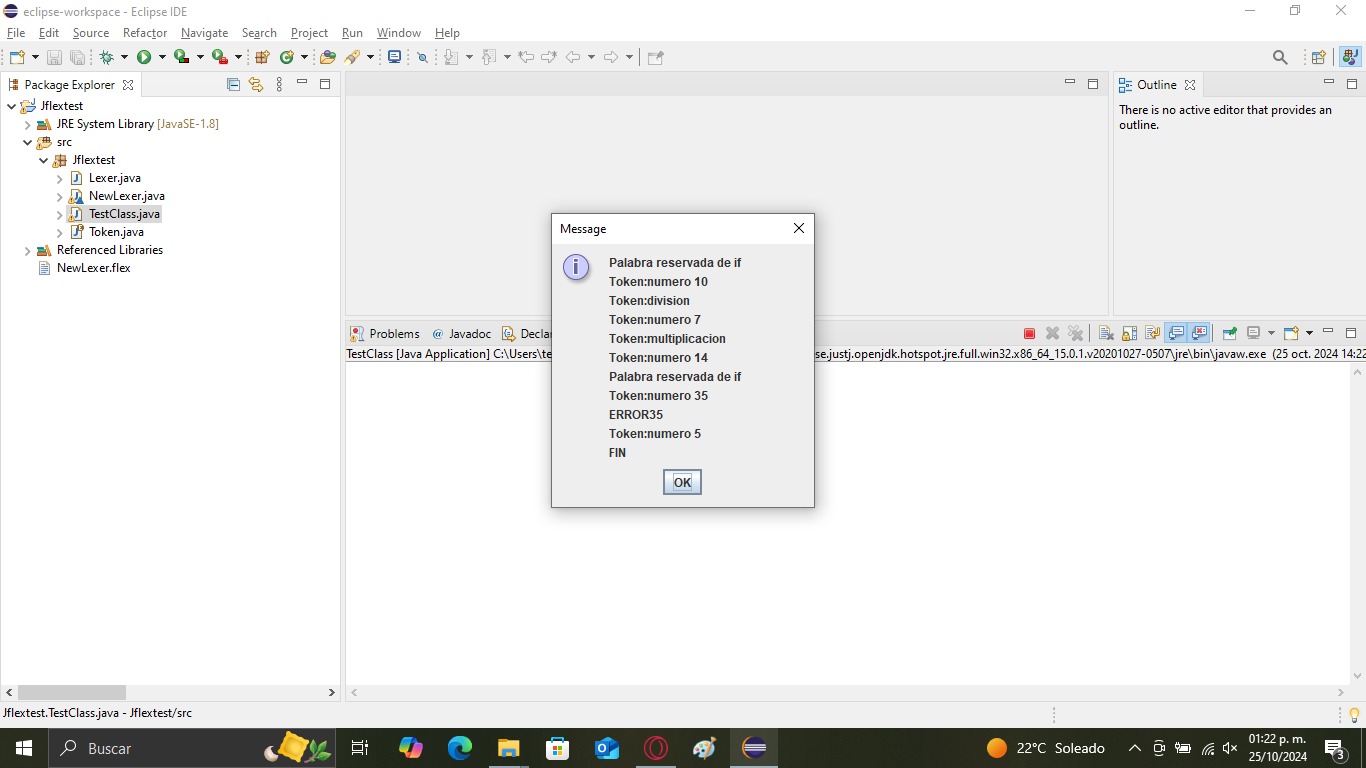 eclipse-workspace - Eclipse IDE
File Edit Source Refactor Navigate Search Project Run Window Help
Package Explorer
Jflextest
JRE System Library [JavaSE-1.8]
src
Jflextest
Lexer.java
NewLexer.java
TestClass.java
Token.java
Referenced Libraries
NewLexer.flex
Outline
There is no active editor that provides an
outline.
Message
Palabra reservada de if
Token:numero 10
Token:division
Token:numero 7
Token:multiplicacion
Token:numero 14
Palabra reservada de if
Token:numero 35
ERROR35
Token:numero 5
FIN
OK
Problems @ Javadoc Declar
TestClass [Java Application] C:\Users\te se.justj.openjdk.hotspot.jre.full.win32.x86_64_15.0.1.v20201027-0507\jre\bin\javaw.exe (25 oct. 2024 14:22
Jflextest.TestClass.java - Jflextest/src
Buscar
22°C Soleado
01:22 p. m.
25/10/2024
3